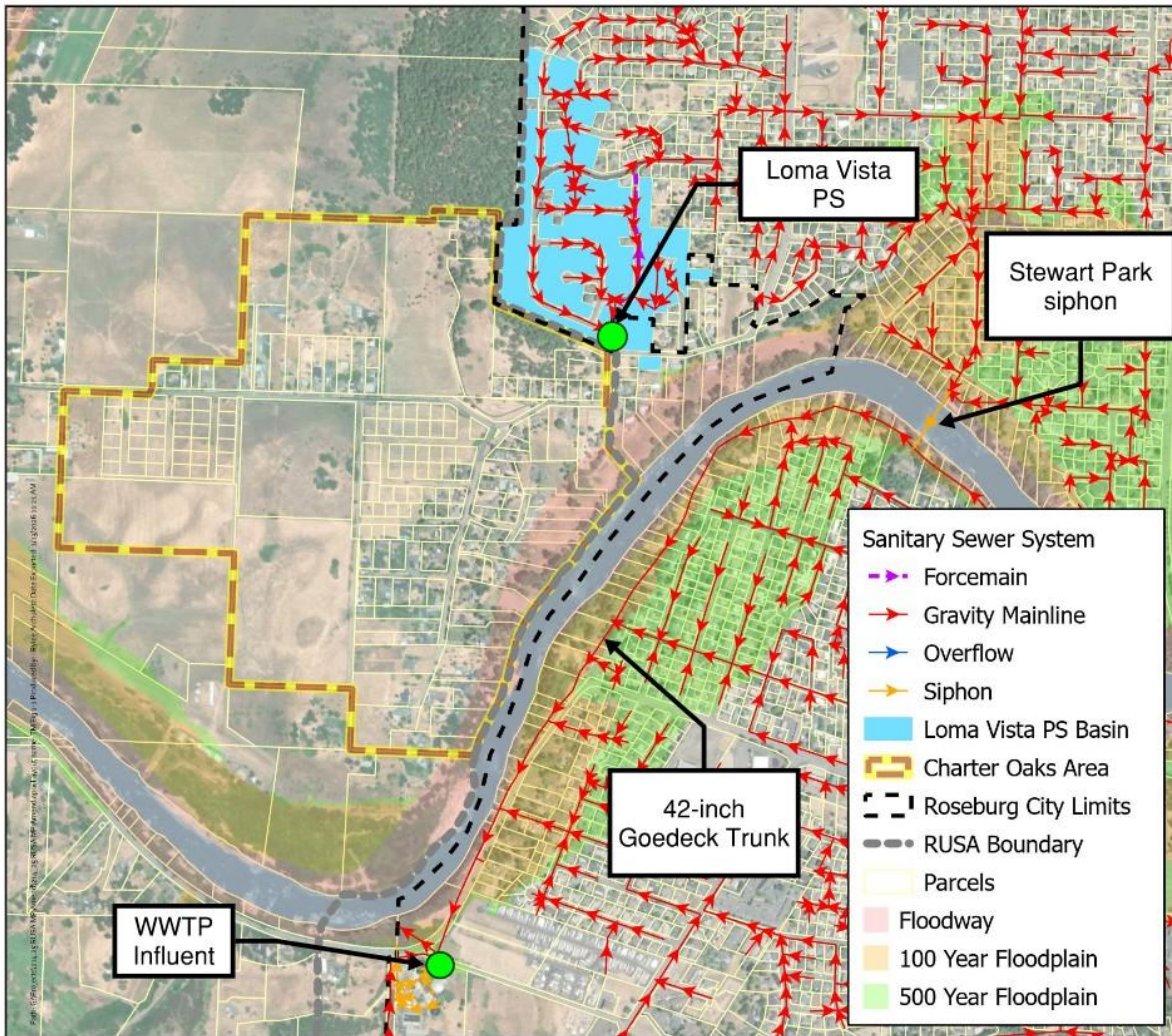 Loma Vista
PS
Stewart Park
siphon
42-inch
Goedeck Trunk
WWTP
Influent
Sanitary Sewer System
Forcemain
Gravity Mainline
Overflow
Siphon
Loma Vista PS Basin
Charter Oaks Area
Roseburg City Limits
RUSA Boundary
Parcels
Floodway
100 Year Floodplain
500 Year Floodplain